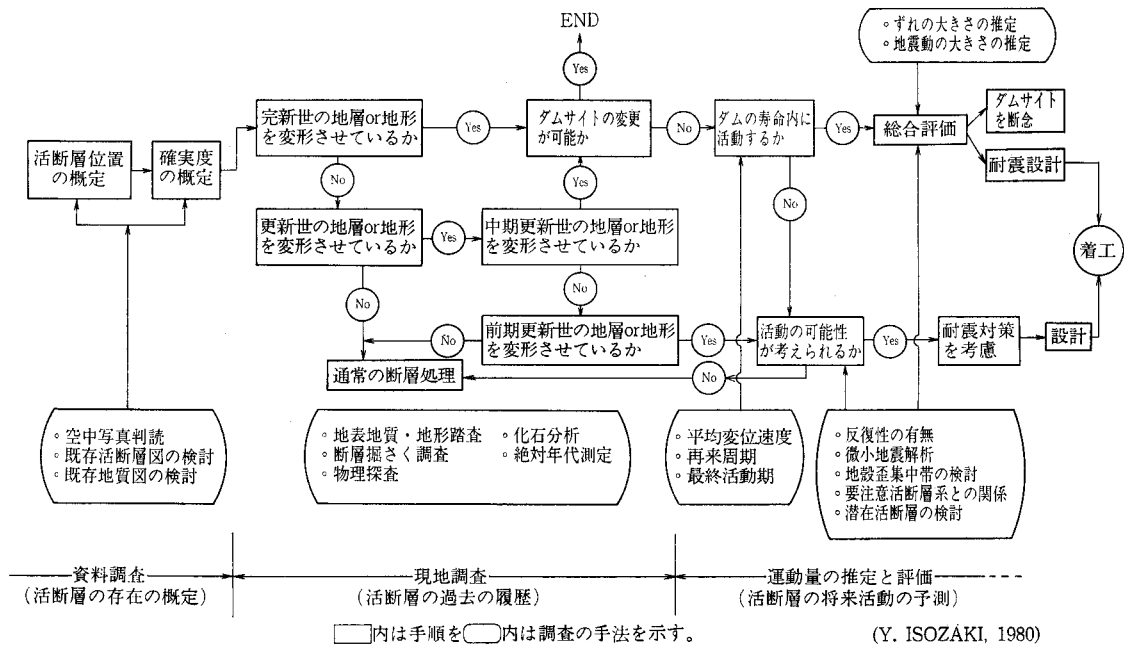 END
◦ ずれの大きさの推定
◦ 地震動の大きさの推定
活断層位置
の概定
確実度
の概定
完新世の地層or地形
を変形させているか
Yes
ダムサイトの変更
が可能か
Yes
No
ダムの寿命内に
活動するか
Yes
総合評価
ダムサイト
を断念
耐震設計
No
更新世の地層or地形
を変形させているか
Yes
中期更新世の地層or地形
を変形させているか
Yes
No
着工
No
No
前期更新世の地層or地形
を変形させているか
No
Yes
活動の可能性
が考えられるか
Yes
耐震対策
を考慮
設計
通常の断層処理
No
◦ 空中写真判読
◦ 既存活断層図の検討
◦ 既存地質図の検討
◦ 地表地質・地形踏査
◦ 断層掘さく調査
◦ 物理探査
◦ 化石分析
◦ 絶対年代測定
◦ 平均変位速度
◦ 再来周期
◦ 最終活動期
◦ 反復性の有無
◦ 微小地震解析
◦ 地殻歪集中帯の検討
◦ 要注意活断層系との関係
◦ 潜在活断層の検討
資料調査
(活断層の存在の概定)
現地調査
(活断層の過去の履歴)
運動量の推定と評価
(活断層の将来活動の予測)
内は手順を 内は調査の手法を示す。
(Y. ISOZAKI, 1980)